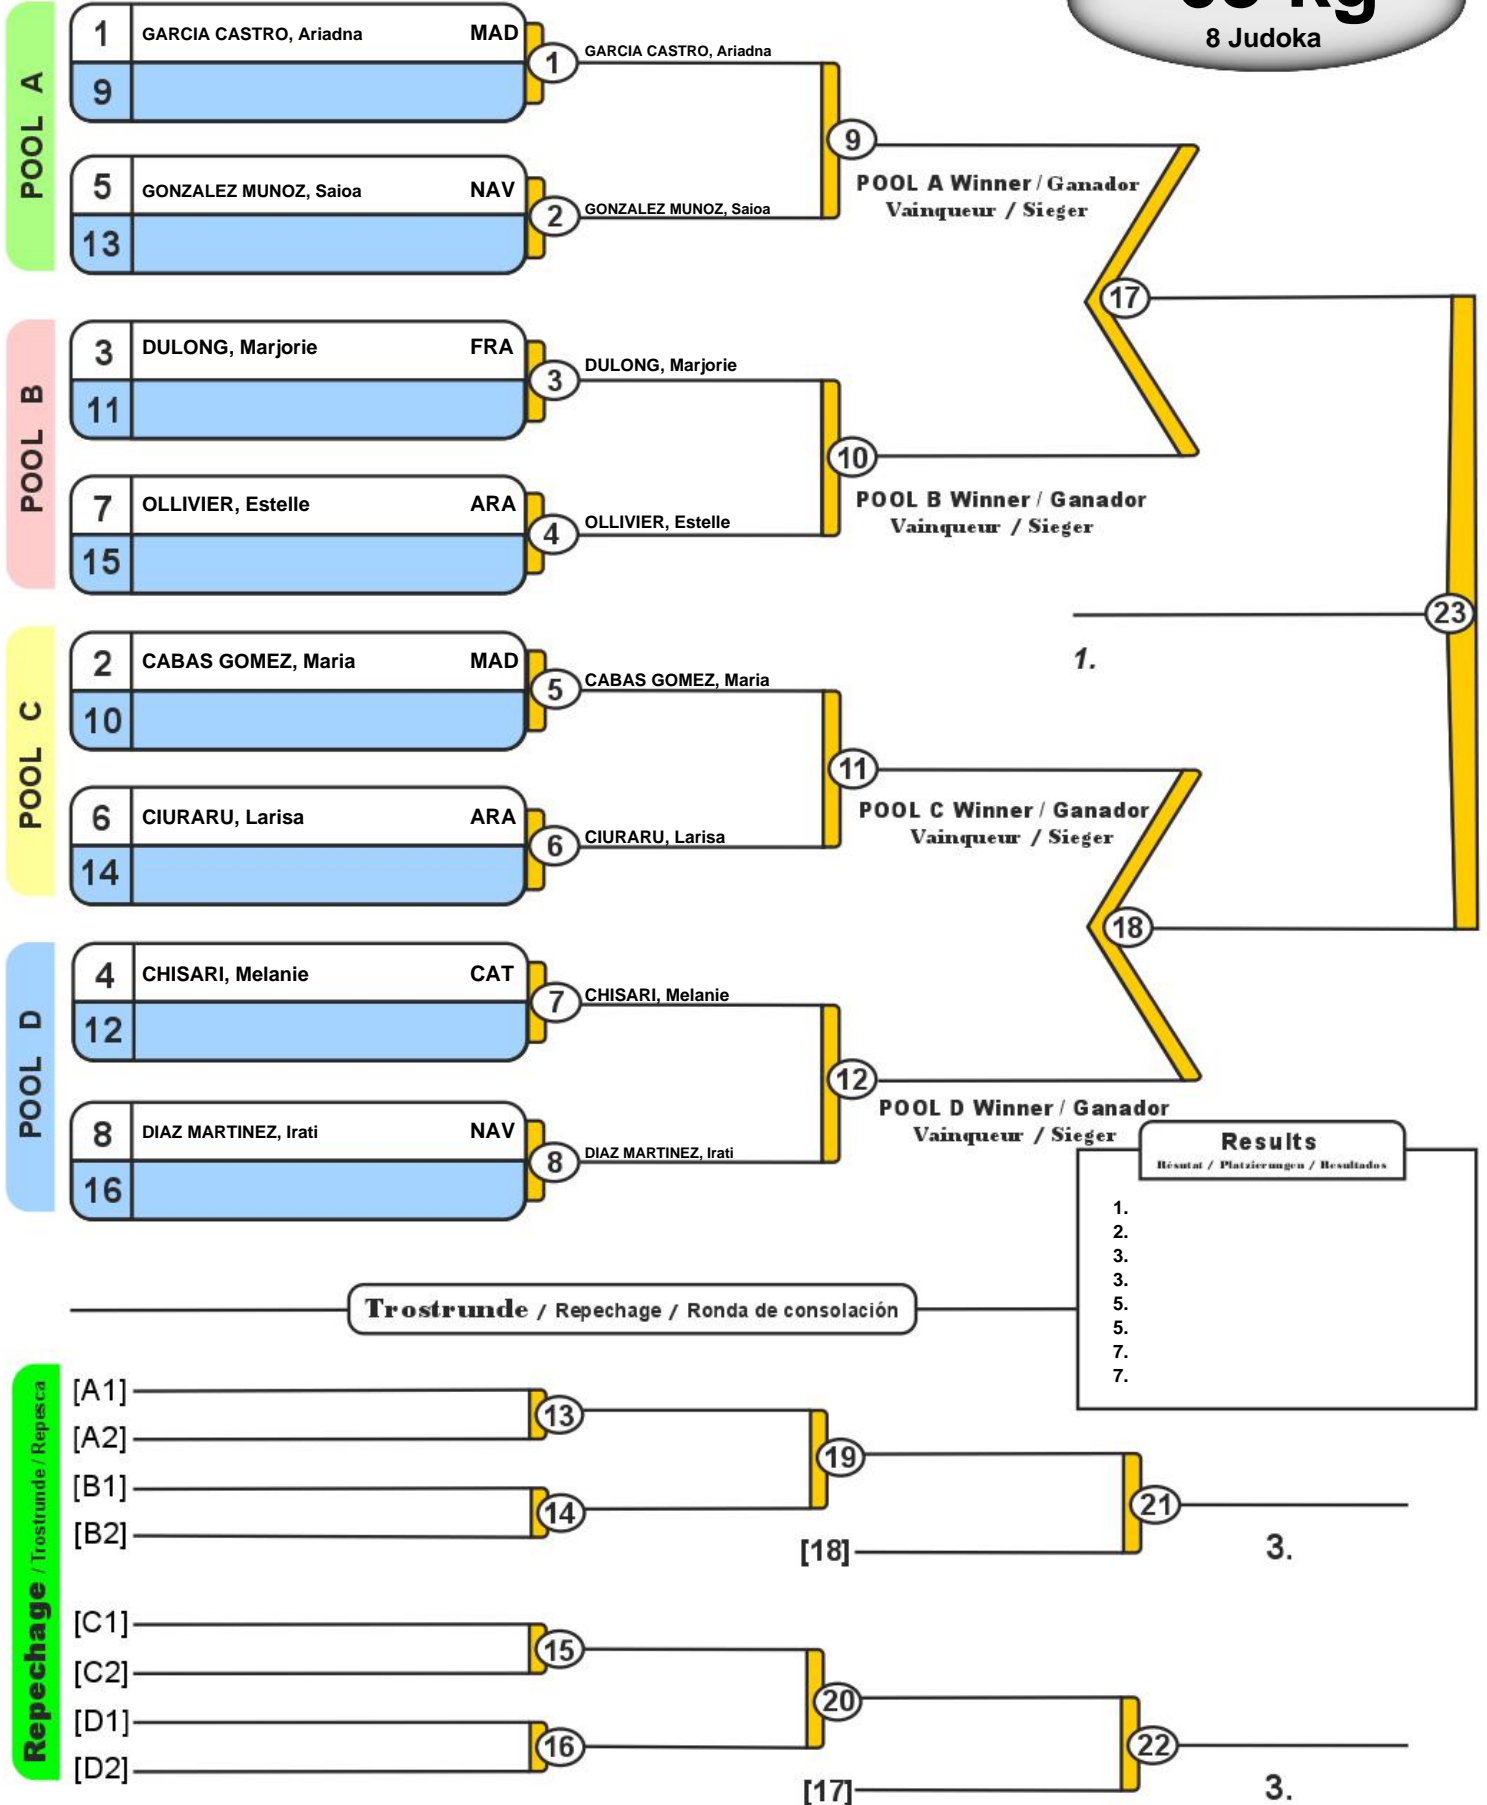 8 Judoka
POOL A
1 GARCIA CASTRO, Ariadna MAD
9
1
GARCIA CASTRO, Ariadna
5 GONZALEZ MUNOZ, Saioa NAV
13
2
GONZALEZ MUNOZ, Saioa
9
POOL A Winner / Ganador
Vainqueur / Sieger
17
POOL B
3 DULONG, Marjorie FRA
11
3
DULONG, Marjorie
7 OLLIVIER, Estelle ARA
15
4
OLLIVIER, Estelle
10
POOL B Winner / Ganador
Vainqueur / Sieger
23
1.
POOL C
2 CABAS GOMEZ, Maria MAD
10
5
CABAS GOMEZ, Maria
6 CIURARU, Larisa ARA
14
6
CIURARU, Larisa
11
POOL C Winner / Ganador
Vainqueur / Sieger
18
POOL D
4 CHISARI, Melanie CAT
12
7
CHISARI, Melanie
8 DIAZ MARTINEZ, Irati NAV
16
8
DIAZ MARTINEZ, Irati
12
POOL D Winner / Ganador
Vainqueur / Sieger
Results
Résutat / Platzierungen / Resultados
1.
2.
3.
3.
5.
5.
7.
7.
Trostrunde / Repechage / Ronda de consolación
Repechage / Trostrunde / Repesca
[A1]
[A2]
13
[B1]
[B2]
14
19
[18]
21
3.
[C1]
[C2]
15
[D1]
[D2]
16
20
[17]
22
3.